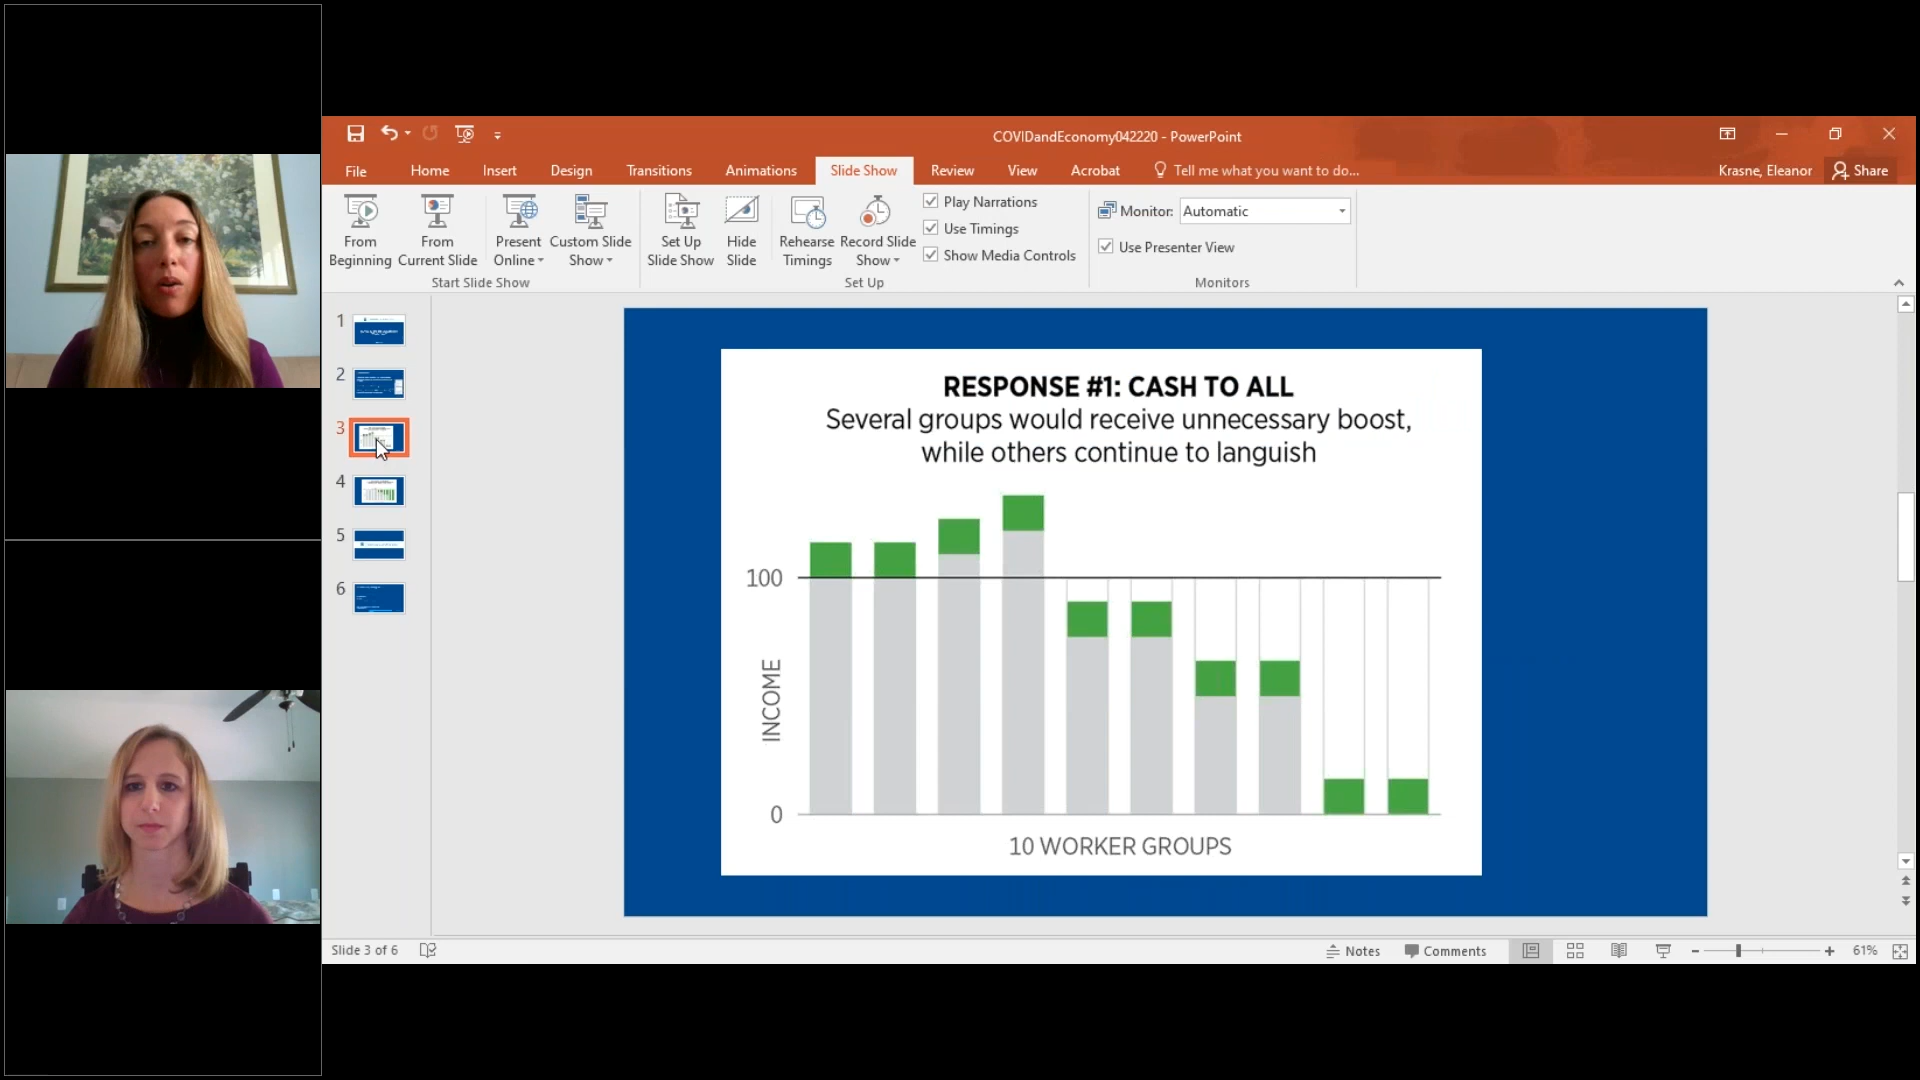 COVIDandEconomy042220 - PowerPoint
File Home Insert Design Transitions Animations Slide Show Review View Acrobat Tell me what you want to do... Krasne, Eleanor Share
From Beginning
From Current Slide
Present Online
Custom Slide Show
Start Slide Show
Set Up Slide Show
Hide Slide
Rehearse Timings
Record Slide Show
Play Narrations
Use Timings
Show Media Controls
Set Up
Monitor: Automatic
Use Presenter View
Monitors
1
2
3
4
5
6
RESPONSE #1: CASH TO ALL
Several groups would receive unnecessary boost,
while others continue to languish
100
INCOME
0
10 WORKER GROUPS
Slide 3 of 6 Notes Comments 61%